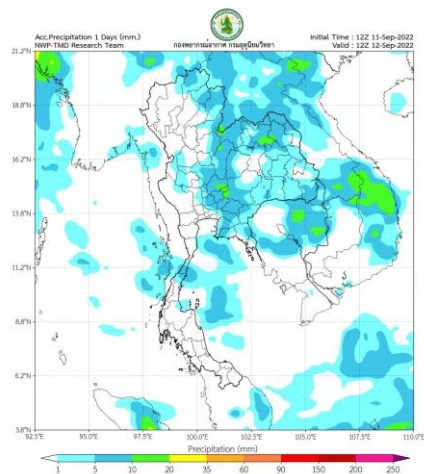 Acc.Precipitation 1 Days (mm.)
Initial Time : 12Z 11-Sep-2022
NWP-TMD Research Team
กองพยากรณ์อากาศ กรมอุตุนิยมวิทยา
Valid : 12Z 12-Sep-2022
21.2°N
18.8°N
16.2°N
13.8°N
11.2°N
8.8°N
6.2°N
3.8°N
92.5°E 95.0°E 97.5°E 100.0°E 102.5°E 105.0°E 107.5°E 110.0°E
Precipitation (mm)
1 5 10 20 35 60 90 150 200 250